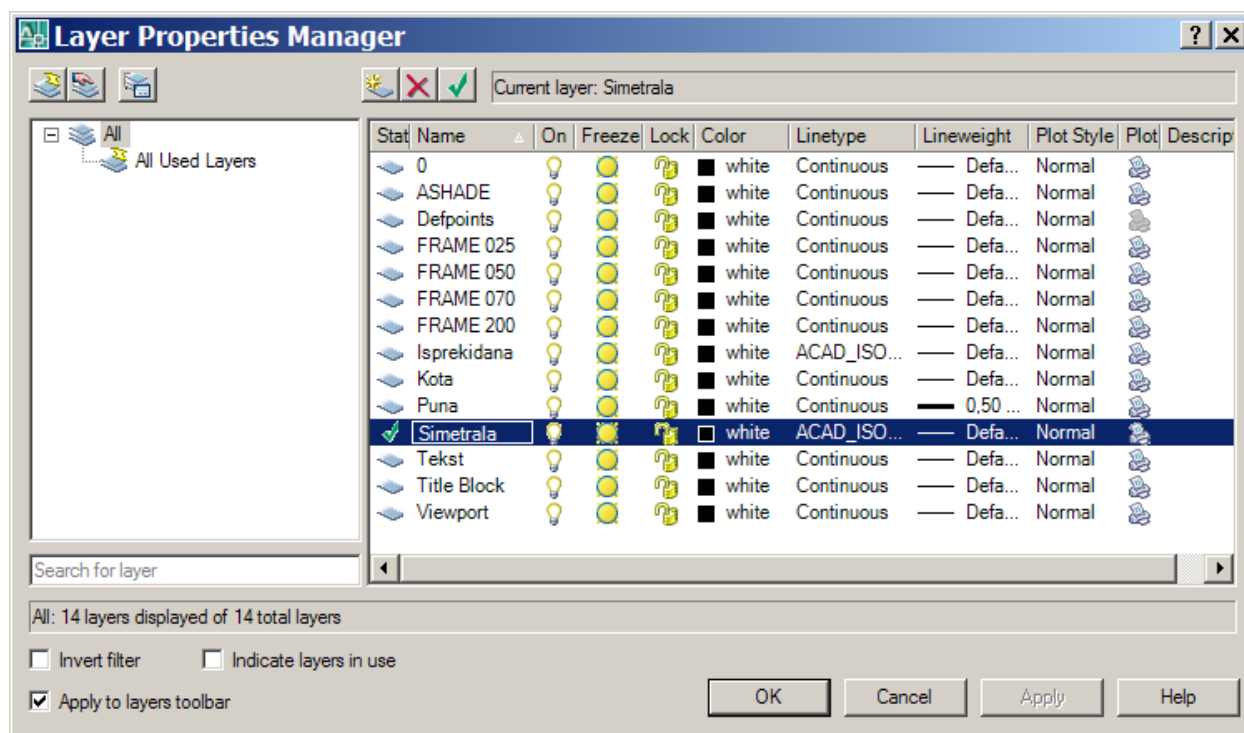 Layer Properties Manager
Current layer: Simetrala
All
All Used Layers
Stat Name On Freeze Lock Color Linetype Lineweight Plot Style Plot Descrip
0 white Continuous Defa... Normal
ASHADE white Continuous Defa... Normal
Defpoints white Continuous Defa... Normal
FRAME 025 white Continuous Defa... Normal
FRAME 050 white Continuous Defa... Normal
FRAME 070 white Continuous Defa... Normal
FRAME 200 white Continuous Defa... Normal
Isprekidana white ACAD_ISO... Defa... Normal
Kota white Continuous Defa... Normal
Puna white Continuous 0,50 ... Normal
Simetrala white ACAD_ISO... Defa... Normal
Tekst white Continuous Defa... Normal
Title Block white Continuous Defa... Normal
Viewport white Continuous Defa... Normal
Search for layer
All: 14 layers displayed of 14 total layers
Invert filter Indicate layers in use
Apply to layers toolbar
OK Cancel Apply Help